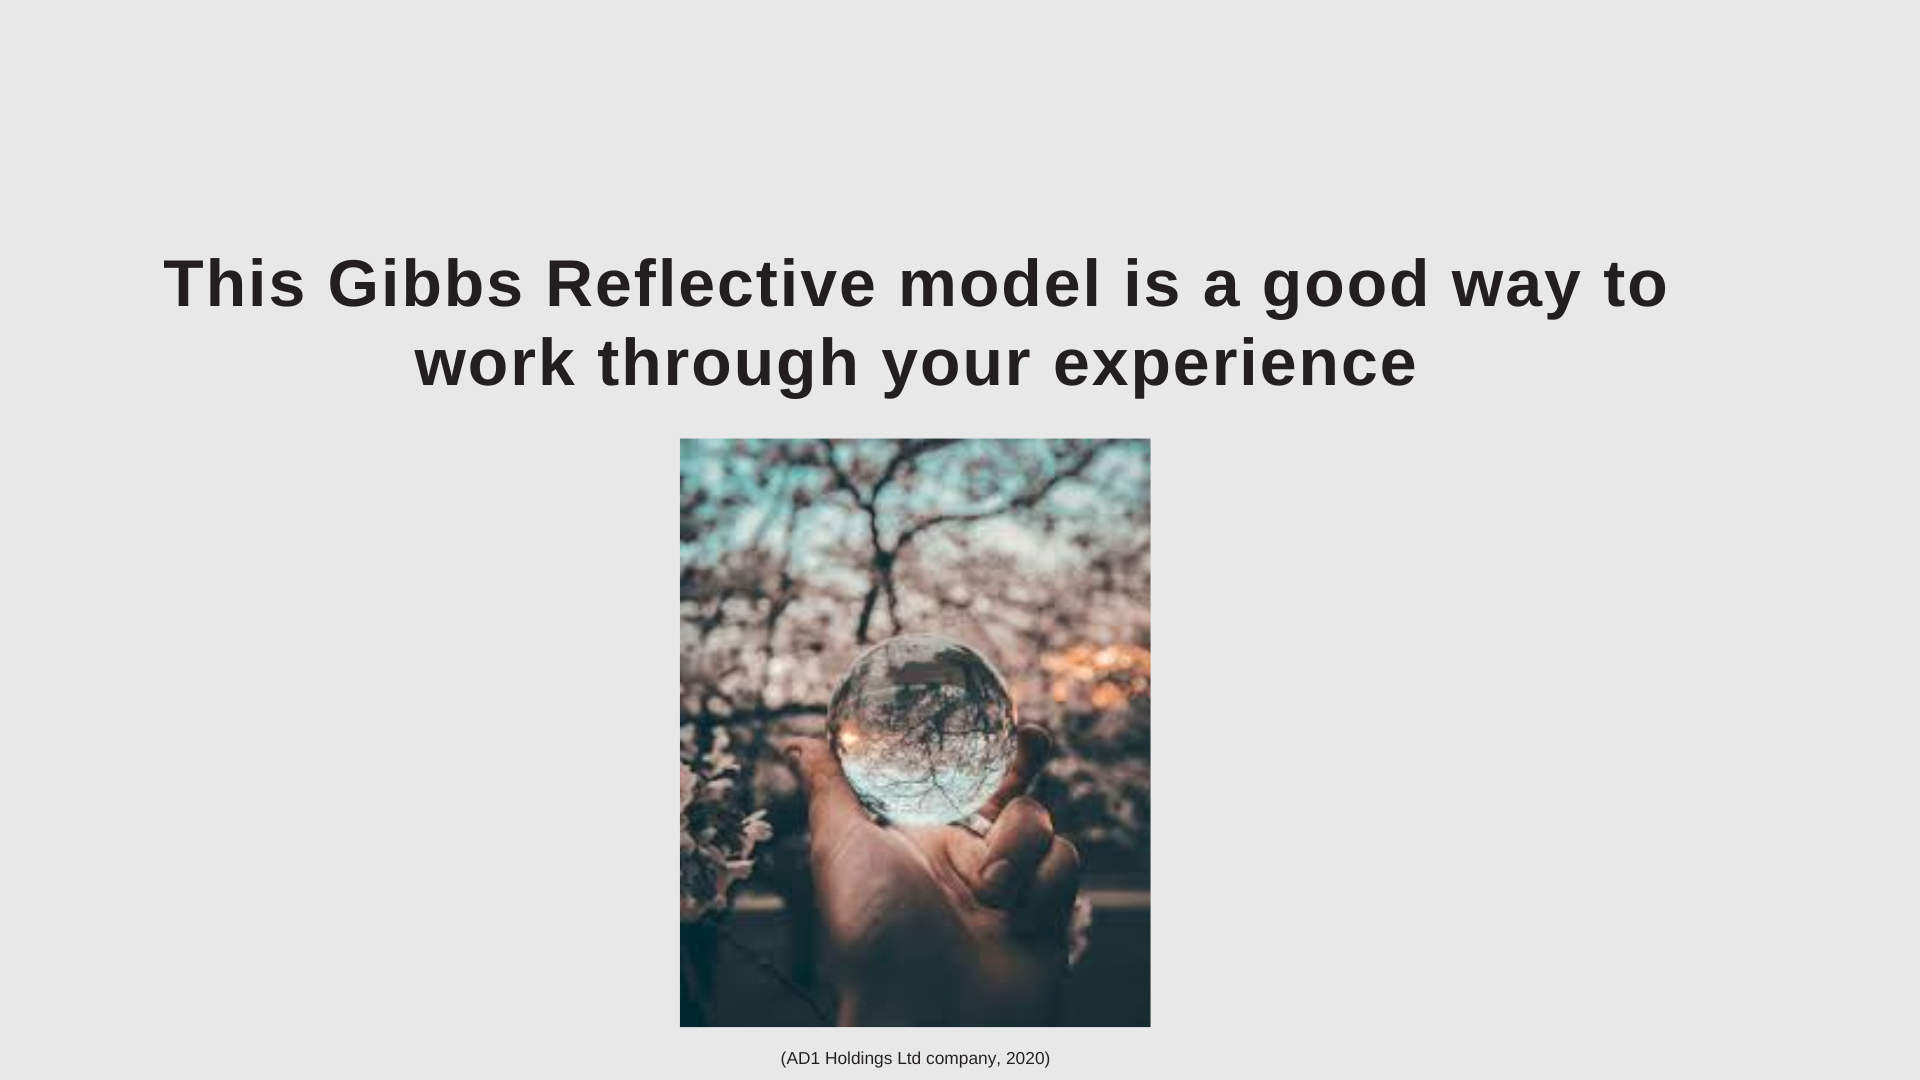 This Gibbs Reflective model is a good way to
work through your experience
(AD1 Holdings Ltd company, 2020)